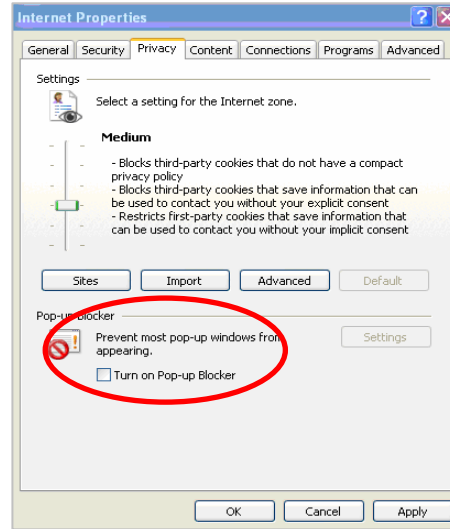 Internet Properties
General Security Privacy Content Connections Programs Advanced
Settings
Select a setting for the Internet zone.
Medium
- Blocks third-party cookies that do not have a compact
privacy policy
- Blocks third-party cookies that save information that can
be used to contact you without your explicit consent
- Restricts first-party cookies that save information that
can be used to contact you without your implicit consent
Sites Import Advanced Default
Pop-up Blocker
Prevent most pop-up windows from
appearing.
Settings
Turn on Pop-up Blocker
OK Cancel Apply